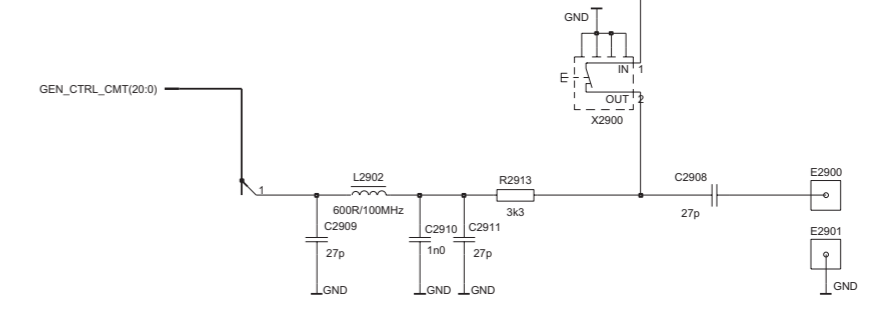 GND
IN 1
E
OUT 2
X2900
GEN_CTRL_CMT(20:0)
1
L2902
600R/100MHz
R2913
3k3
C2908
27p
E2900
C2909
27p
C2910
1n0
C2911
27p
E2901
GND
GND
GND
GND